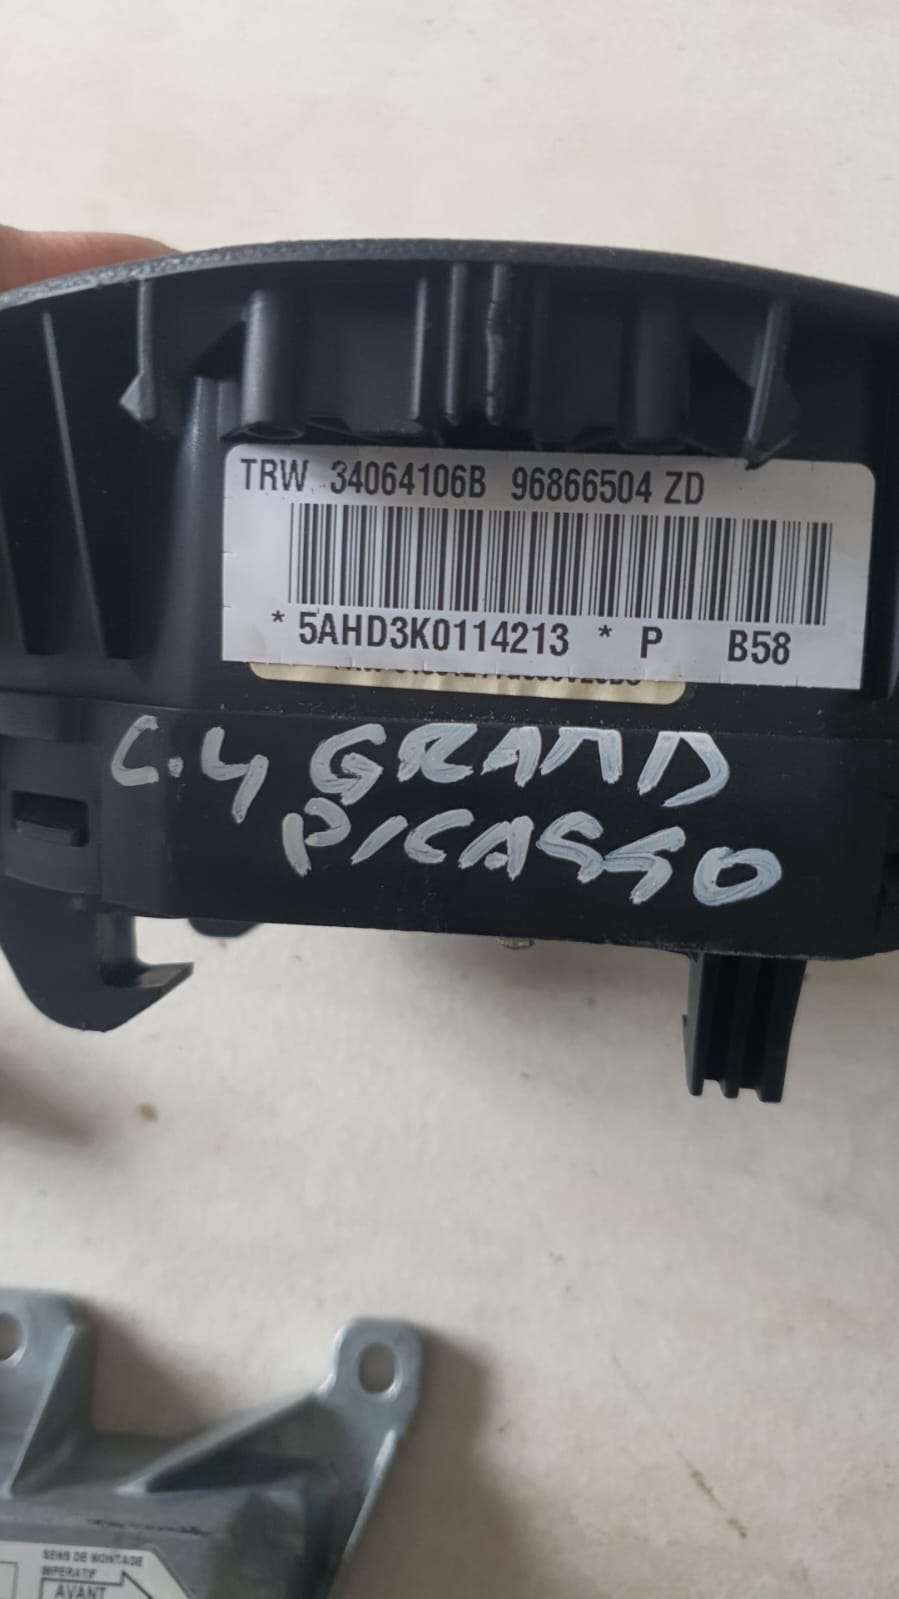 TRW 34064106B 96866504 ZD
* 5AHD3K0114213 * P B58
C.4 GRAND
PICASSO
SENS DE MONTAGE
IMPERATIF
AVANT